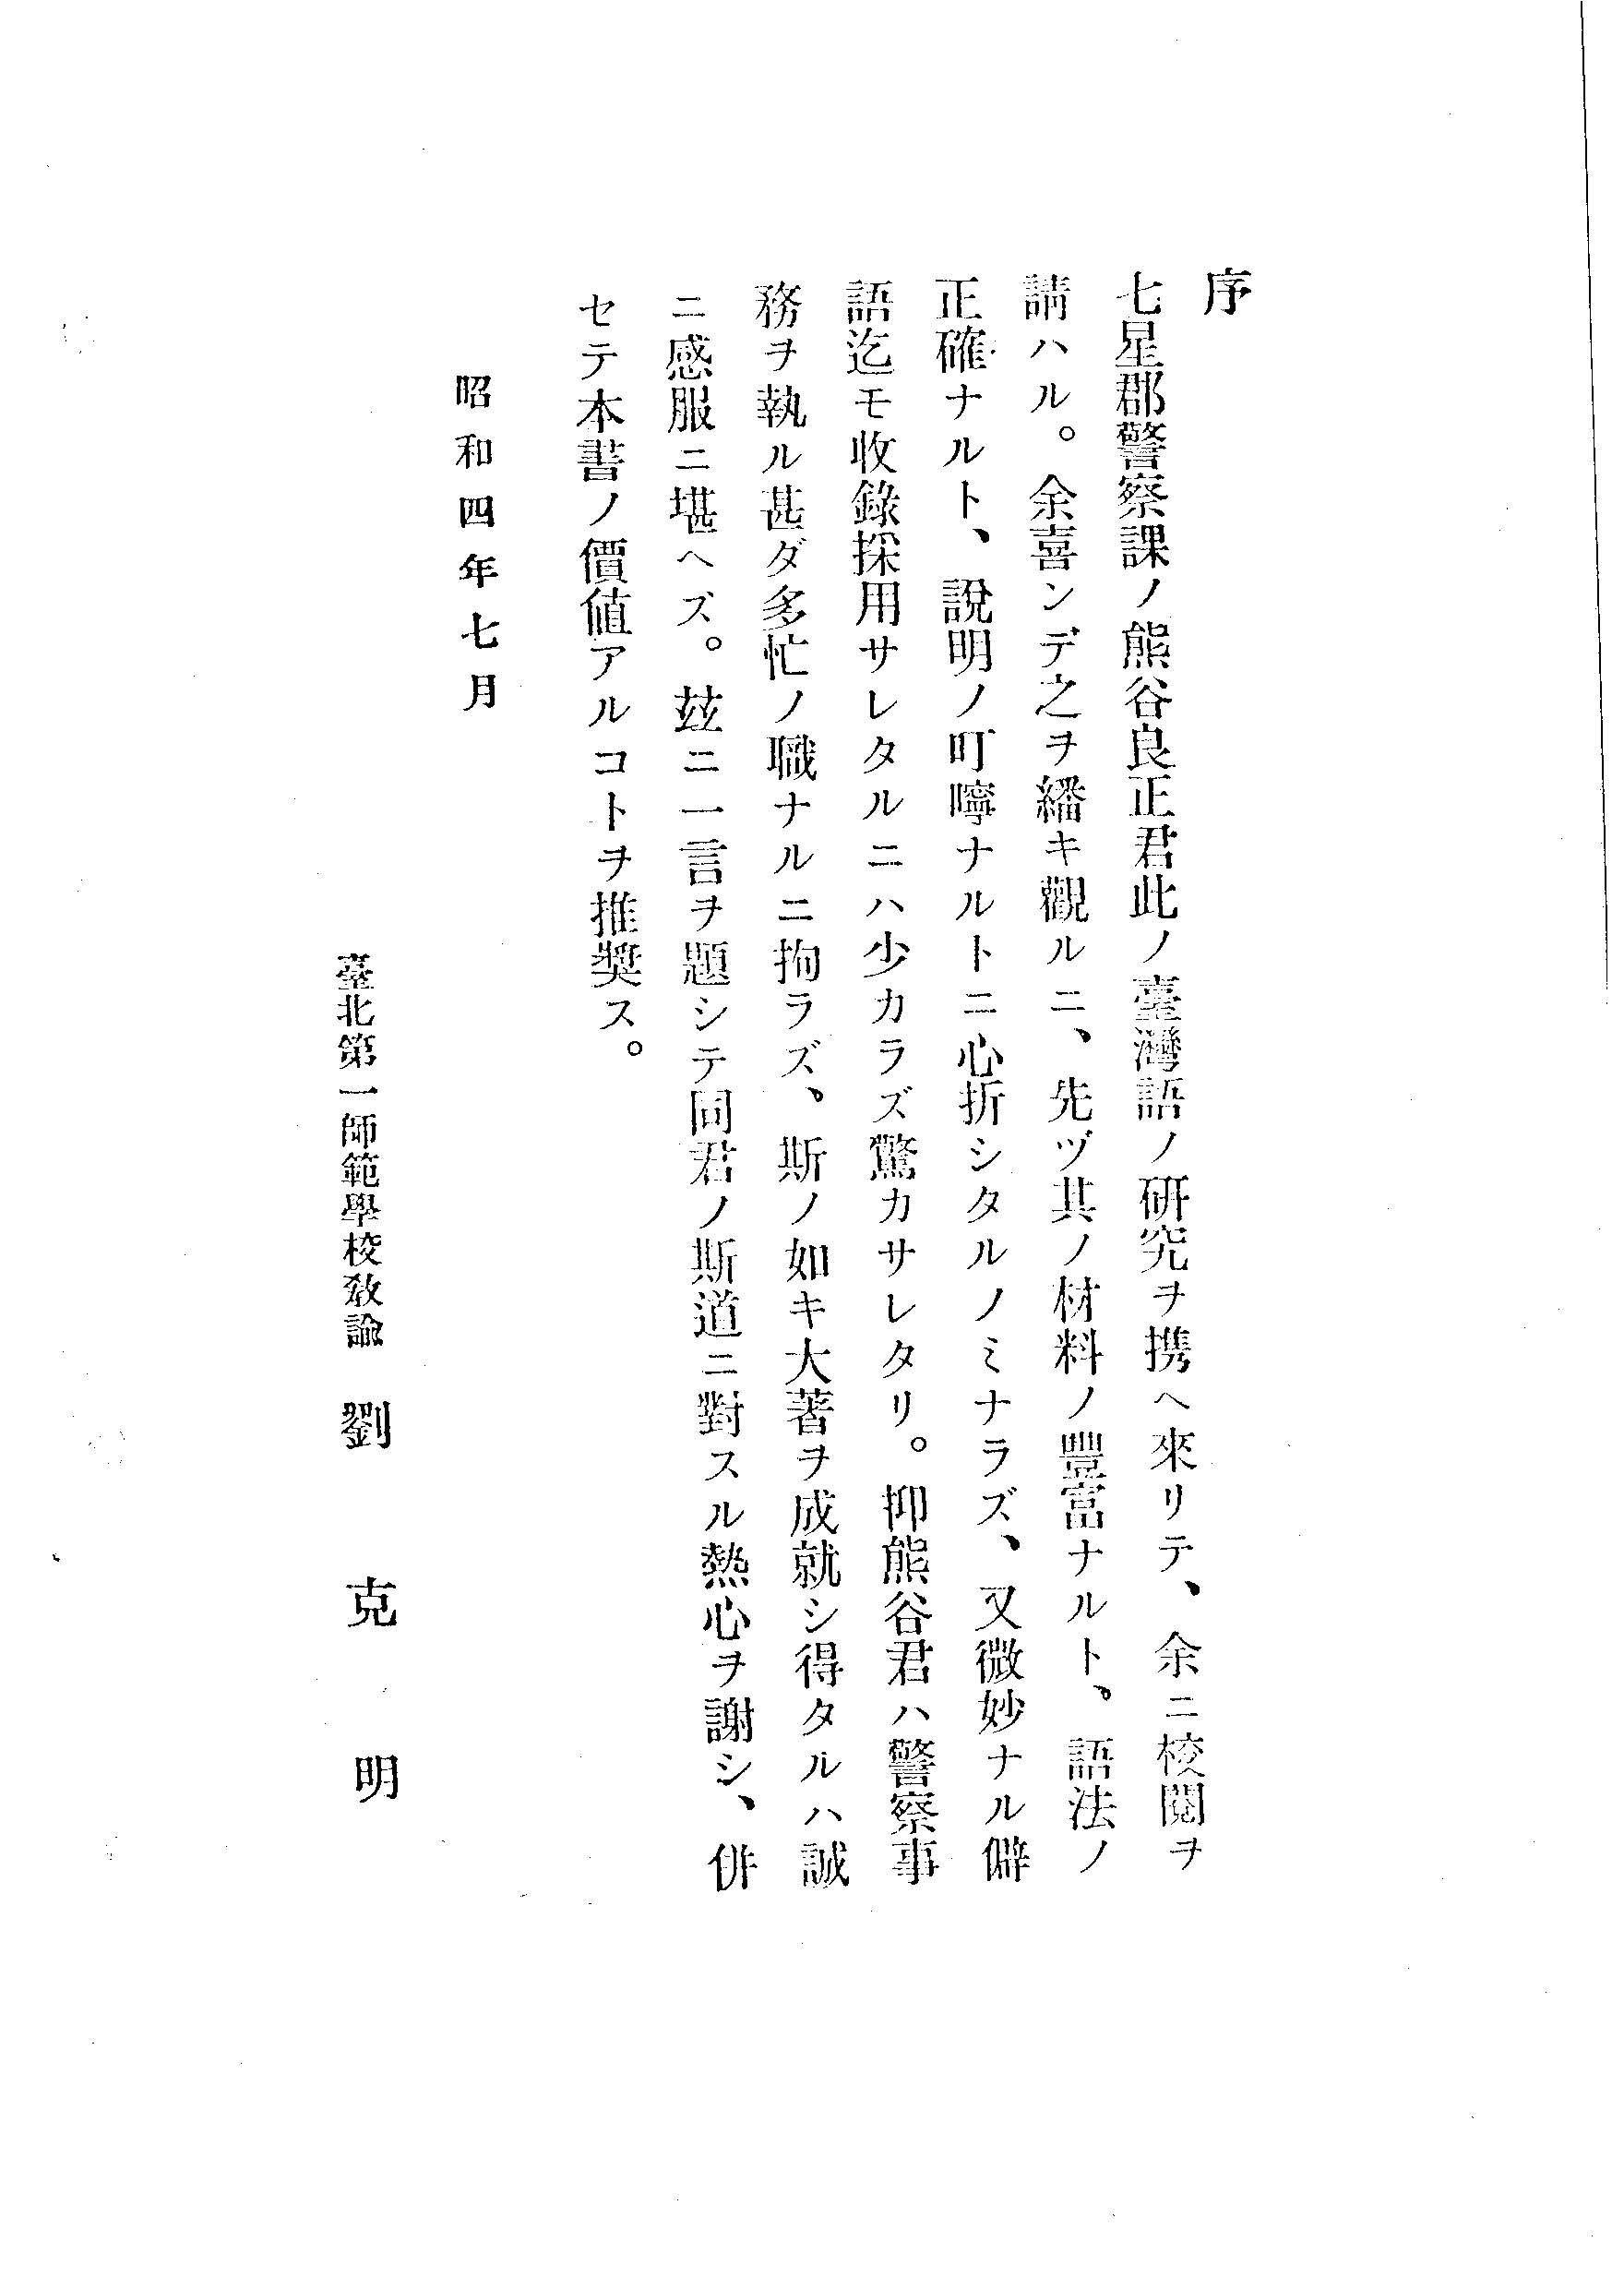 序
七星郡警察課ノ熊谷良正君此ノ臺灣語ノ研究ヲ携ヘ來リテ、余ニ校閱ヲ
請ハル。余喜ンデ之ヲ繙キ觀ルニ、先ヅ其ノ材料ノ豐富ナルト、語法ノ
正確ナルト、說明ノ叮嚀ナルトニ心折シタルノミナラズ、又微妙ナル僻
語迄モ收錄採用サレタルニハ少カラズ驚カサレタリ。抑熊谷君ハ警察事
務ヲ執ル甚ダ多忙ノ職ナルニ拘ラズ、斯ノ如キ大著ヲ成就シ得タルハ誠
ニ感服ニ堪ヘズ。玆ニ一言ヲ題シテ同君ノ斯道ニ對スル熱心ヲ謝シ、併
セテ本書ノ價値アルコトヲ推奬ス。
昭和四年七月
臺北第一師範學校敎諭 劉克明